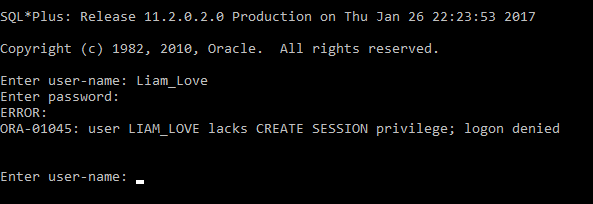 SQL*Plus: Release 11.2.0.2.0 Production on Thu Jan 26 22:23:53 2017
Copyright (c) 1982, 2010, Oracle.  All rights reserved.
Enter user-name: Liam_Love
Enter password:
ERROR:
ORA-01045: user LIAM_LOVE lacks CREATE SESSION privilege; logon denied
Enter user-name: